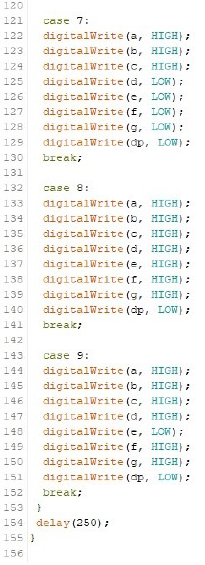 120
121 case 7:
122 digitalWrite(a, HIGH);
123 digitalWrite(b, HIGH);
124 digitalWrite(c, HIGH);
125 digitalWrite(d, LOW);
126 digitalWrite(e, LOW);
127 digitalWrite(f, LOW);
128 digitalWrite(g, LOW);
129 digitalWrite(dp, LOW);
130 break;
131
132 case 8:
133 digitalWrite(a, HIGH);
134 digitalWrite(b, HIGH);
135 digitalWrite(c, HIGH);
136 digitalWrite(d, HIGH);
137 digitalWrite(e, HIGH);
138 digitalWrite(f, HIGH);
139 digitalWrite(g, HIGH);
140 digitalWrite(dp, LOW);
141 break;
142
143 case 9:
144 digitalWrite(a, HIGH);
145 digitalWrite(b, HIGH);
146 digitalWrite(c, HIGH);
147 digitalWrite(d, HIGH);
148 digitalWrite(e, LOW);
149 digitalWrite(f, HIGH);
150 digitalWrite(g, HIGH);
151 digitalWrite(dp, LOW);
152 break;
153 }
154 delay(250);
155 }
156